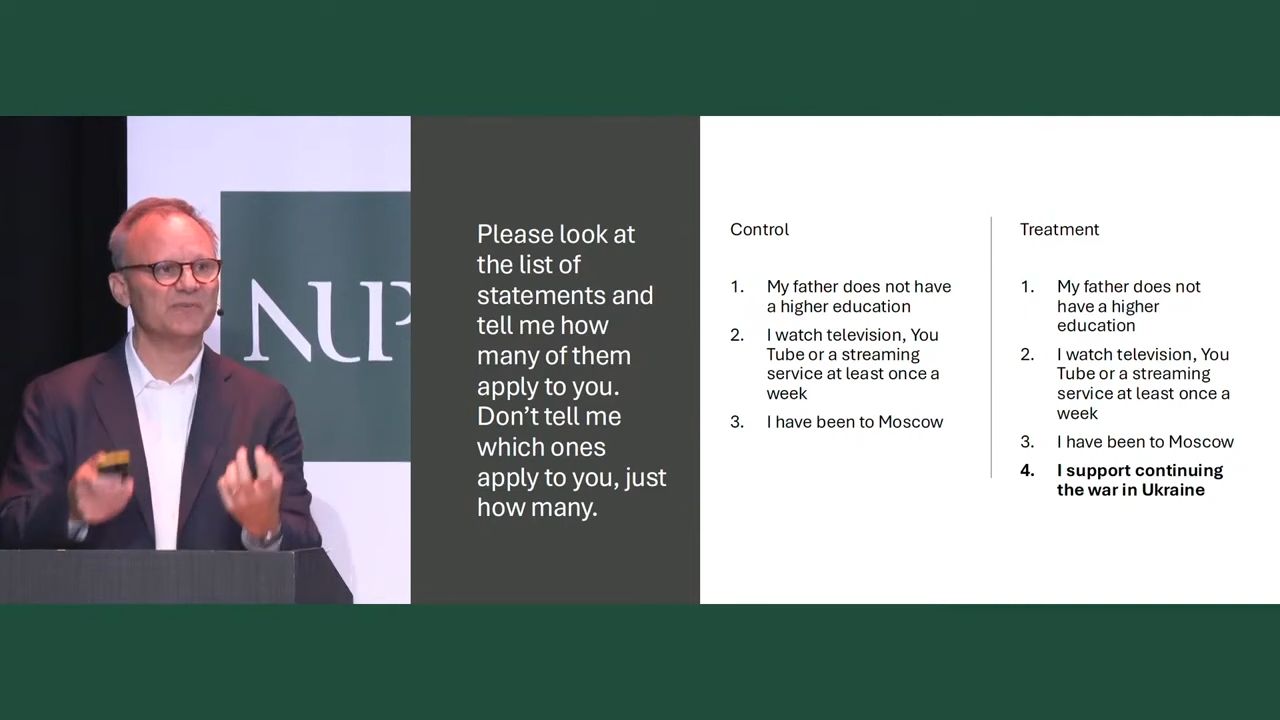 NUP
Please look at
the list of
statements and
tell me how
many of them
apply to you.
Don’t tell me
which ones
apply to you, just
how many.
Control
1. My father does not have
a higher education
2. I watch television, You
Tube or a streaming
service at least once a
week
3. I have been to Moscow
Treatment
1. My father does not
have a higher
education
2. I watch television, You
Tube or a streaming
service at least once a
week
3. I have been to Moscow
4. I support continuing
the war in Ukraine